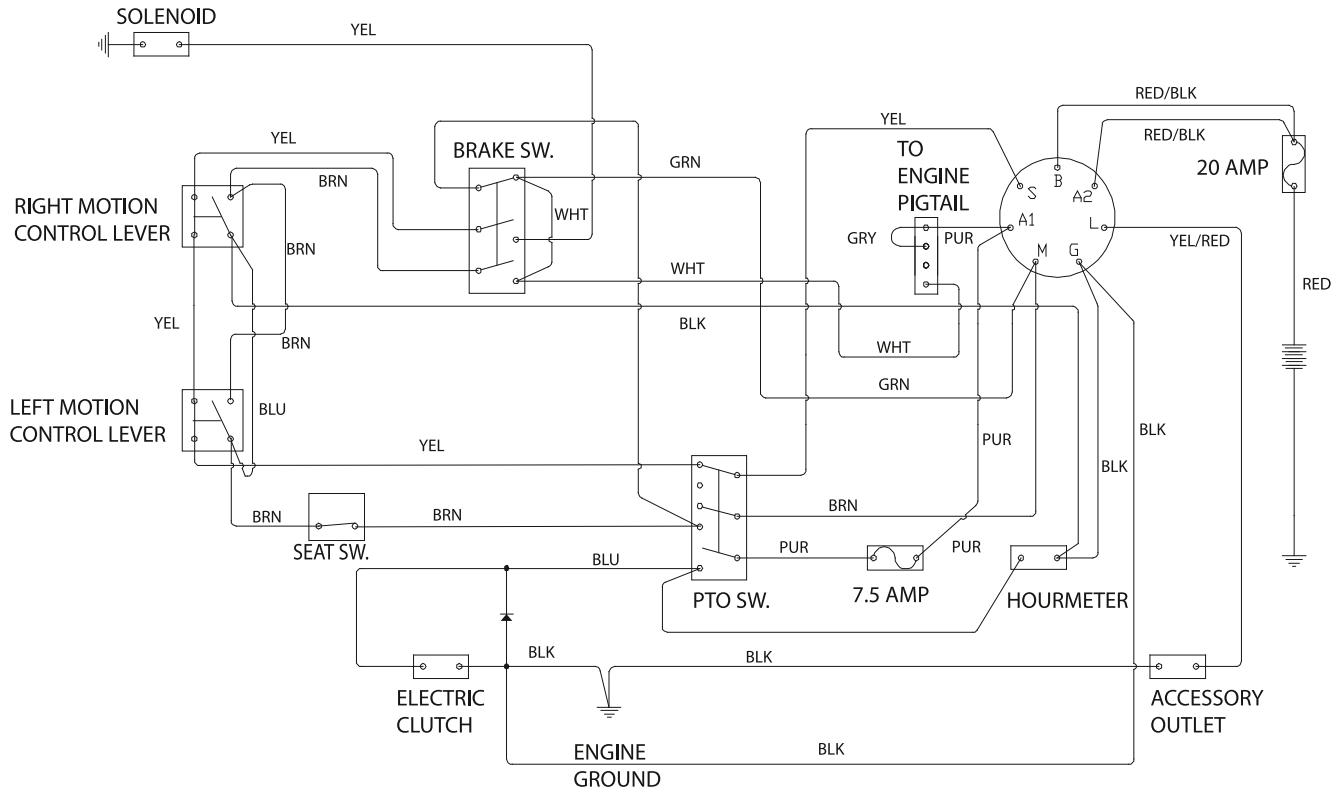 SOLENOID
YEL
RED/BLK
YEL
RED/BLK
YEL
BRAKE SW.
GRN
TO
ENGINE
PIGTAIL
20 AMP
BRN
S
B
A2
RIGHT MOTION
CONTROL LEVER
WHT
GRY
PUR
A1
L
YEL/RED
BRN
M
G
WHT
RED
YEL
BLK
BRN
WHT
GRN
LEFT MOTION
CONTROL LEVER
BLU
BLK
YEL
PUR
BLK
BRN
BRN
BRN
SEAT SW.
BLU
PUR
PUR
PTO SW.
7.5 AMP
HOURMETER
BLK
BLK
ELECTRIC
CLUTCH
ACCESSORY
OUTLET
ENGINE
GROUND
BLK